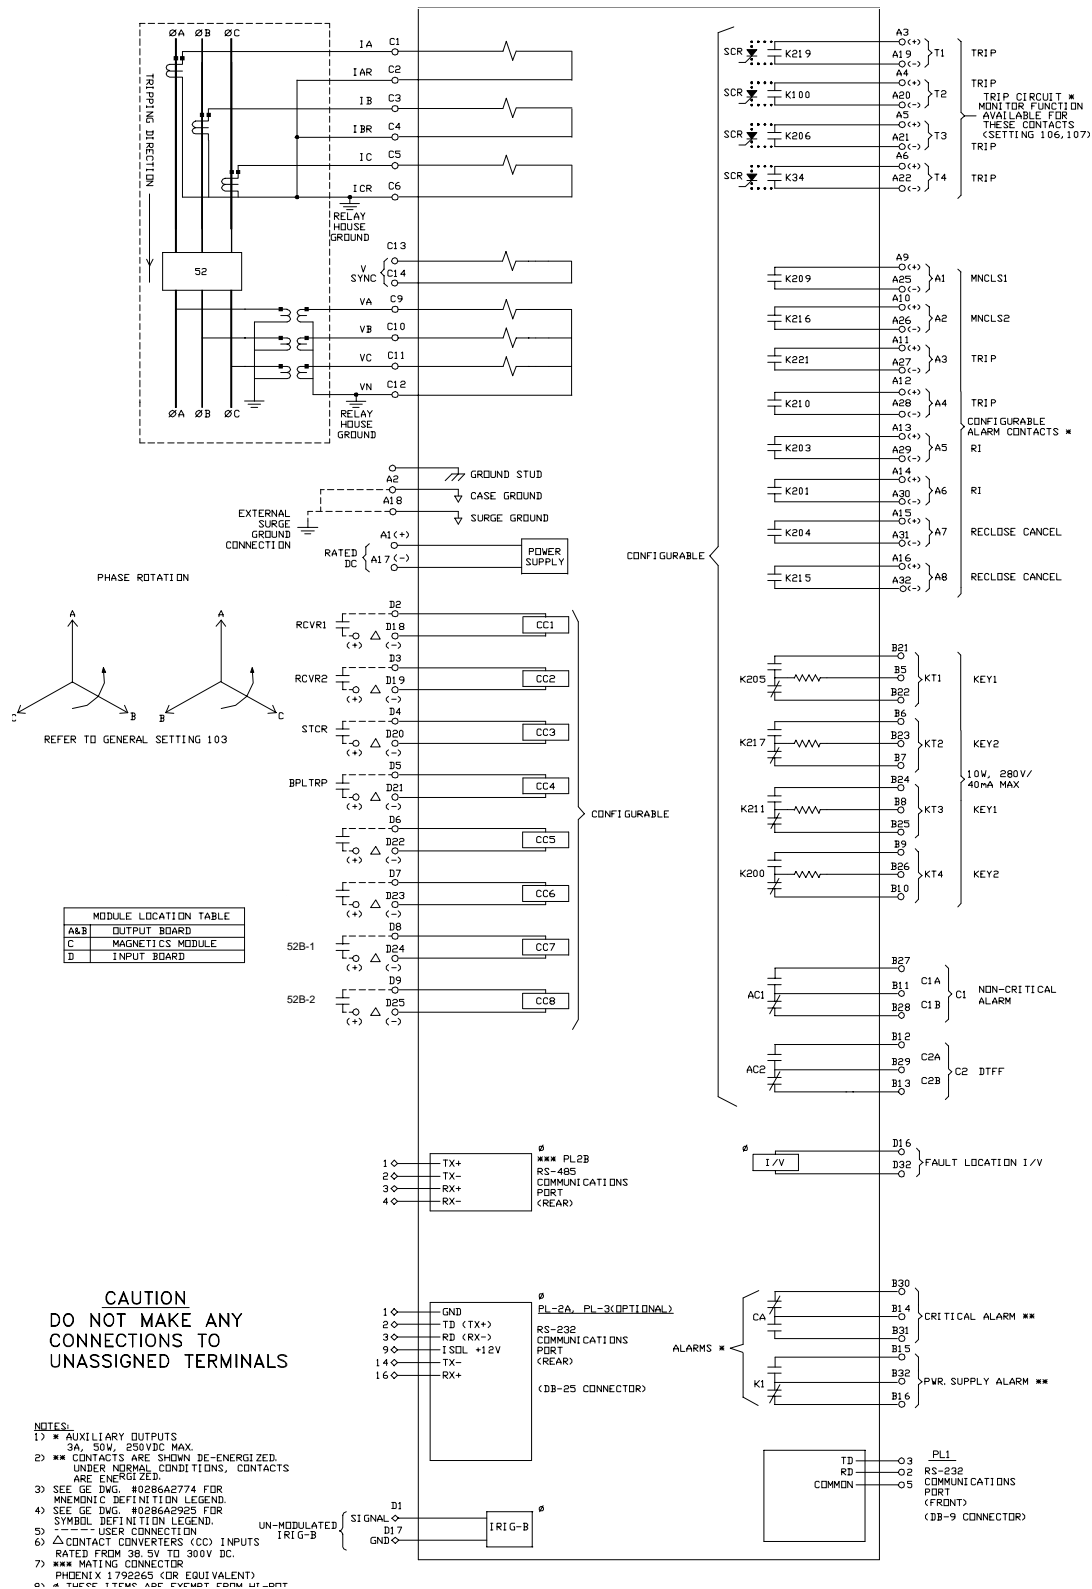 ØA ØB ØC
TRIPPING DIRECTION
52
ØA ØB ØC
IA C1
IAR C2
IB C3
IBR C4
IC C5
ICR C6
RELAY
HOUSE
GROUND
C13
V
SYNC
C14
VA C9
VB C10
VC C11
VN C12
RELAY
HOUSE
GROUND
GROUND STUD
A2
CASE GROUND
A18
SURGE GROUND
EXTERNAL
SURGE
GROUND
CONNECTION
RATED
DC
A1(+)
A17(-)
POWER
SUPPLY
PHASE ROTATION
A
C
B
A
B
C
REFER TO GENERAL SETTING 103
RCVR1 D2
(+) D18 (-)
CC1
RCVR2 D3
(+) D19 (-)
CC2
STCR D4
(+) D20 (-)
CC3
BPLTRP D5
(+) D21 (-)
CC4
D6
(+) D22 (-)
CC5
D7
(+) D23 (-)
CC6
52B-1 D8
(+) D24 (-)
CC7
52B-2 D9
(+) D25 (-)
CC8
CONFIGURABLE
MODULE LOCATION TABLE
A&B OUTPUT BOARD
C MAGNETICS MODULE
D INPUT BOARD
CONFIGURABLE
SCR K219 A3 (+) A19 (-) T1 TRIP
SCR K100 A4 (+) A20 (-) T2 TRIP
SCR K206 A5 (+) A21 (-) T3 TRIP
SCR K34 A6 (+) A22 (-) T4 TRIP
TRIP CIRCUIT *
MONITOR FUNCTION
AVAILABLE FOR
THESE CONTACTS
(SETTING 106,107)
K209 A9 (+) A25 (-) A1 MNCLS1
K216 A10 (+) A26 (-) A2 MNCLS2
K221 A11 (+) A27 (-) A3 TRIP
K210 A12 (+) A28 (-) A4 TRIP
K203 A13 (+) A29 (-) A5 RI
K201 A14 (+) A30 (-) A6 RI
K204 A15 (+) A31 (-) A7 RECLOSE CANCEL
K215 A16 (+) A32 (-) A8 RECLOSE CANCEL
CONFIGURABLE
ALARM CONTACTS *
K205 B21 B5 B22 KT1 KEY1
K217 B6 B23 B7 KT2 KEY2
K211 B24 B8 B25 KT3 KEY1
K200 B9 B26 B10 KT4 KEY2
10W, 280V/
40mA MAX
AC1 B27 B11 B28 C1A C1B C1 NON-CRITICAL
ALARM
AC2 B12 B29 B13 C2A C2B C2 DTFF
Ø
I/V D16 D32 FAULT LOCATION I/V
1 TX+
2 TX-
3 RX+
4 RX-
Ø
*** PL2B
RS-485
COMMUNICATIONS
PORT
(REAR)
CAUTION
DO NOT MAKE ANY
CONNECTIONS TO
UNASSIGNED TERMINALS
1 GND
2 TD (TX+)
3 RD (RX-)
9 ISOL +12V
14 TX-
16 RX+
Ø
PL-2A, PL-3(OPTIONAL)
RS-232
COMMUNICATIONS
PORT
(REAR)
(DB-25 CONNECTOR)
ALARMS *
CA B30 B14 B31 CRITICAL ALARM **
K1 B15 B32 B16 PWR. SUPPLY ALARM **
TD 3
RD 2
COMMON 5
PL1
RS-232
COMMUNICATIONS
PORT
(FRONT)
(DB-9 CONNECTOR)
UN-MODULATED
IRIG-B
D1
SIGNAL
D17
GND
IRIG-B
Ø
NOTES:
1) * AUXILIARY OUTPUTS
3A, 50W, 250VDC MAX.
2) ** CONTACTS ARE SHOWN DE-ENERGIZED.
UNDER NORMAL CONDITIONS, CONTACTS
ARE ENERGIZED.
3) SEE GE DWG. #0286A2774 FOR
MNEMONIC DEFINITION LEGEND.
4) SEE GE DWG. #0286A2925 FOR
SYMBOL DEFINITION LEGEND.
5) ------ USER CONNECTION
6) △ CONTACT CONVERTERS (CC) INPUTS
RATED FROM 38.5V TO 300V DC.
7) *** MATING CONNECTOR
PHOENIX 1792265 (OR EQUIVALENT)
8) Ø THESE ITEMS ARE EXEMPT FROM HI-POT